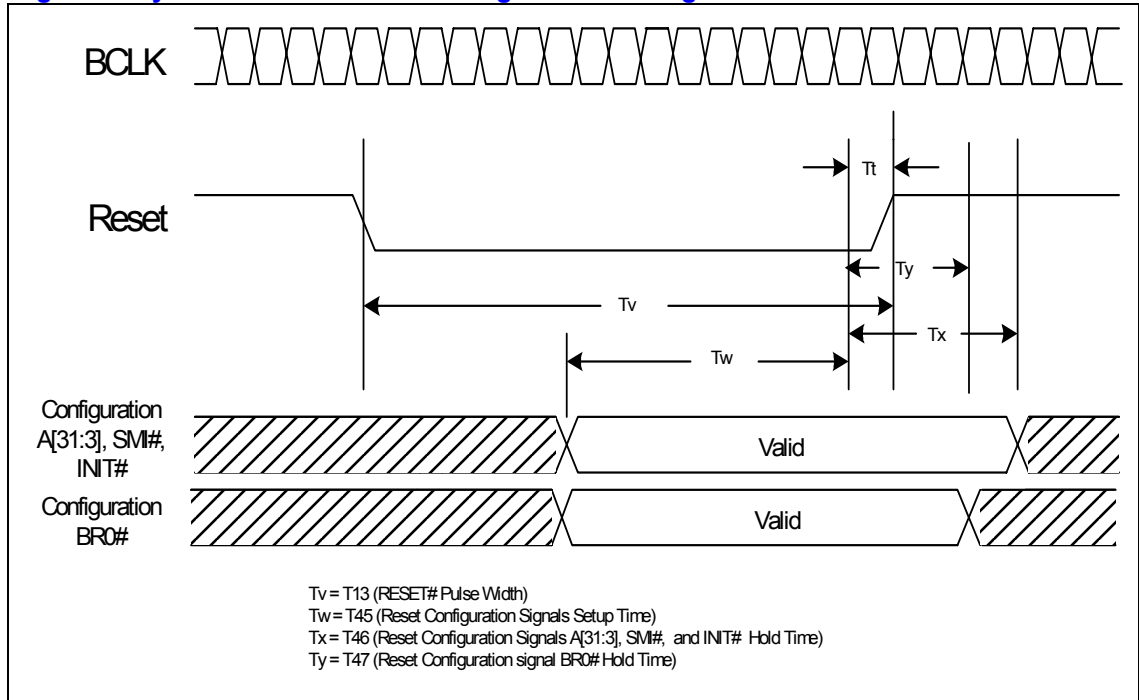 BCLK
Tt
Reset
Ty
Tv
Tx
Tw
Configuration
A[31:3], SMI#,
INIT#
Valid
Configuration
BR0#
Valid
Tv = T13 (RESET# Pulse Width)
Tw = T45 (Reset Configuration Signals Setup Time)
Tx = T46 (Reset Configuration Signals A[31:3], SMI#, and INIT# Hold Time)
Ty = T47 (Reset Configuration signal BR0# Hold Time)